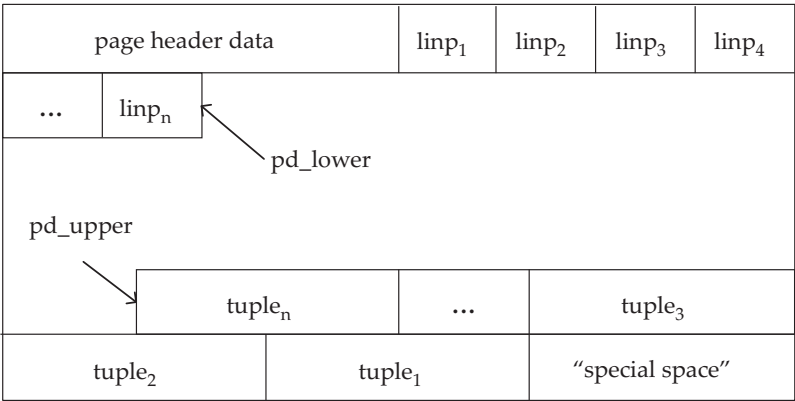 page header data linp₁ linp₂ linp₃ linp₄
... linpₙ
pd_lower
pd_upper
tupleₙ ... tuple₃
tuple₂ tuple₁ “special space”